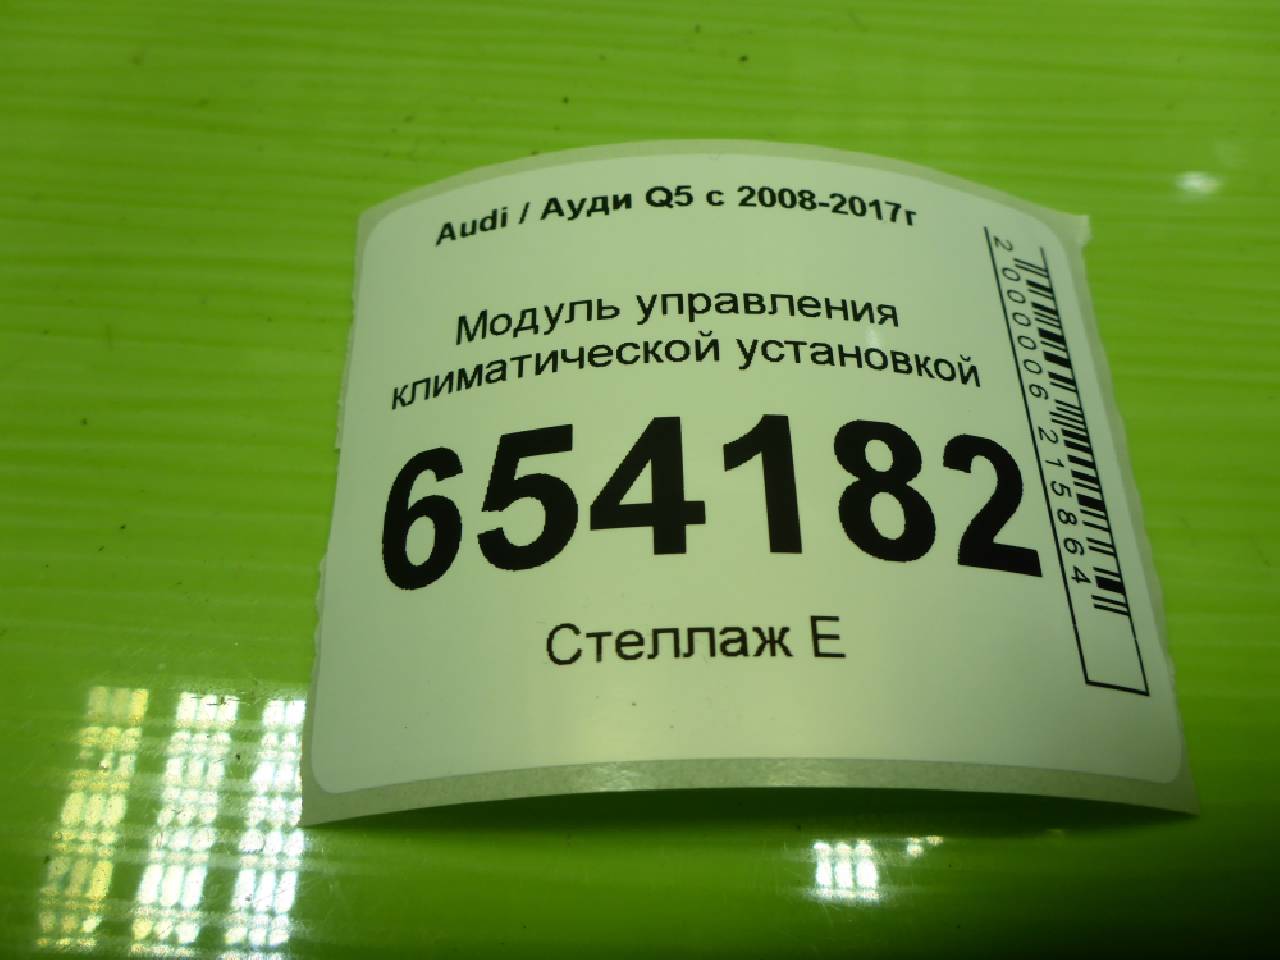 Audi / Ауди Q5 с 2008-2017г
Модуль управления
климатической установкой
654182
Стеллаж Е
2000006215864